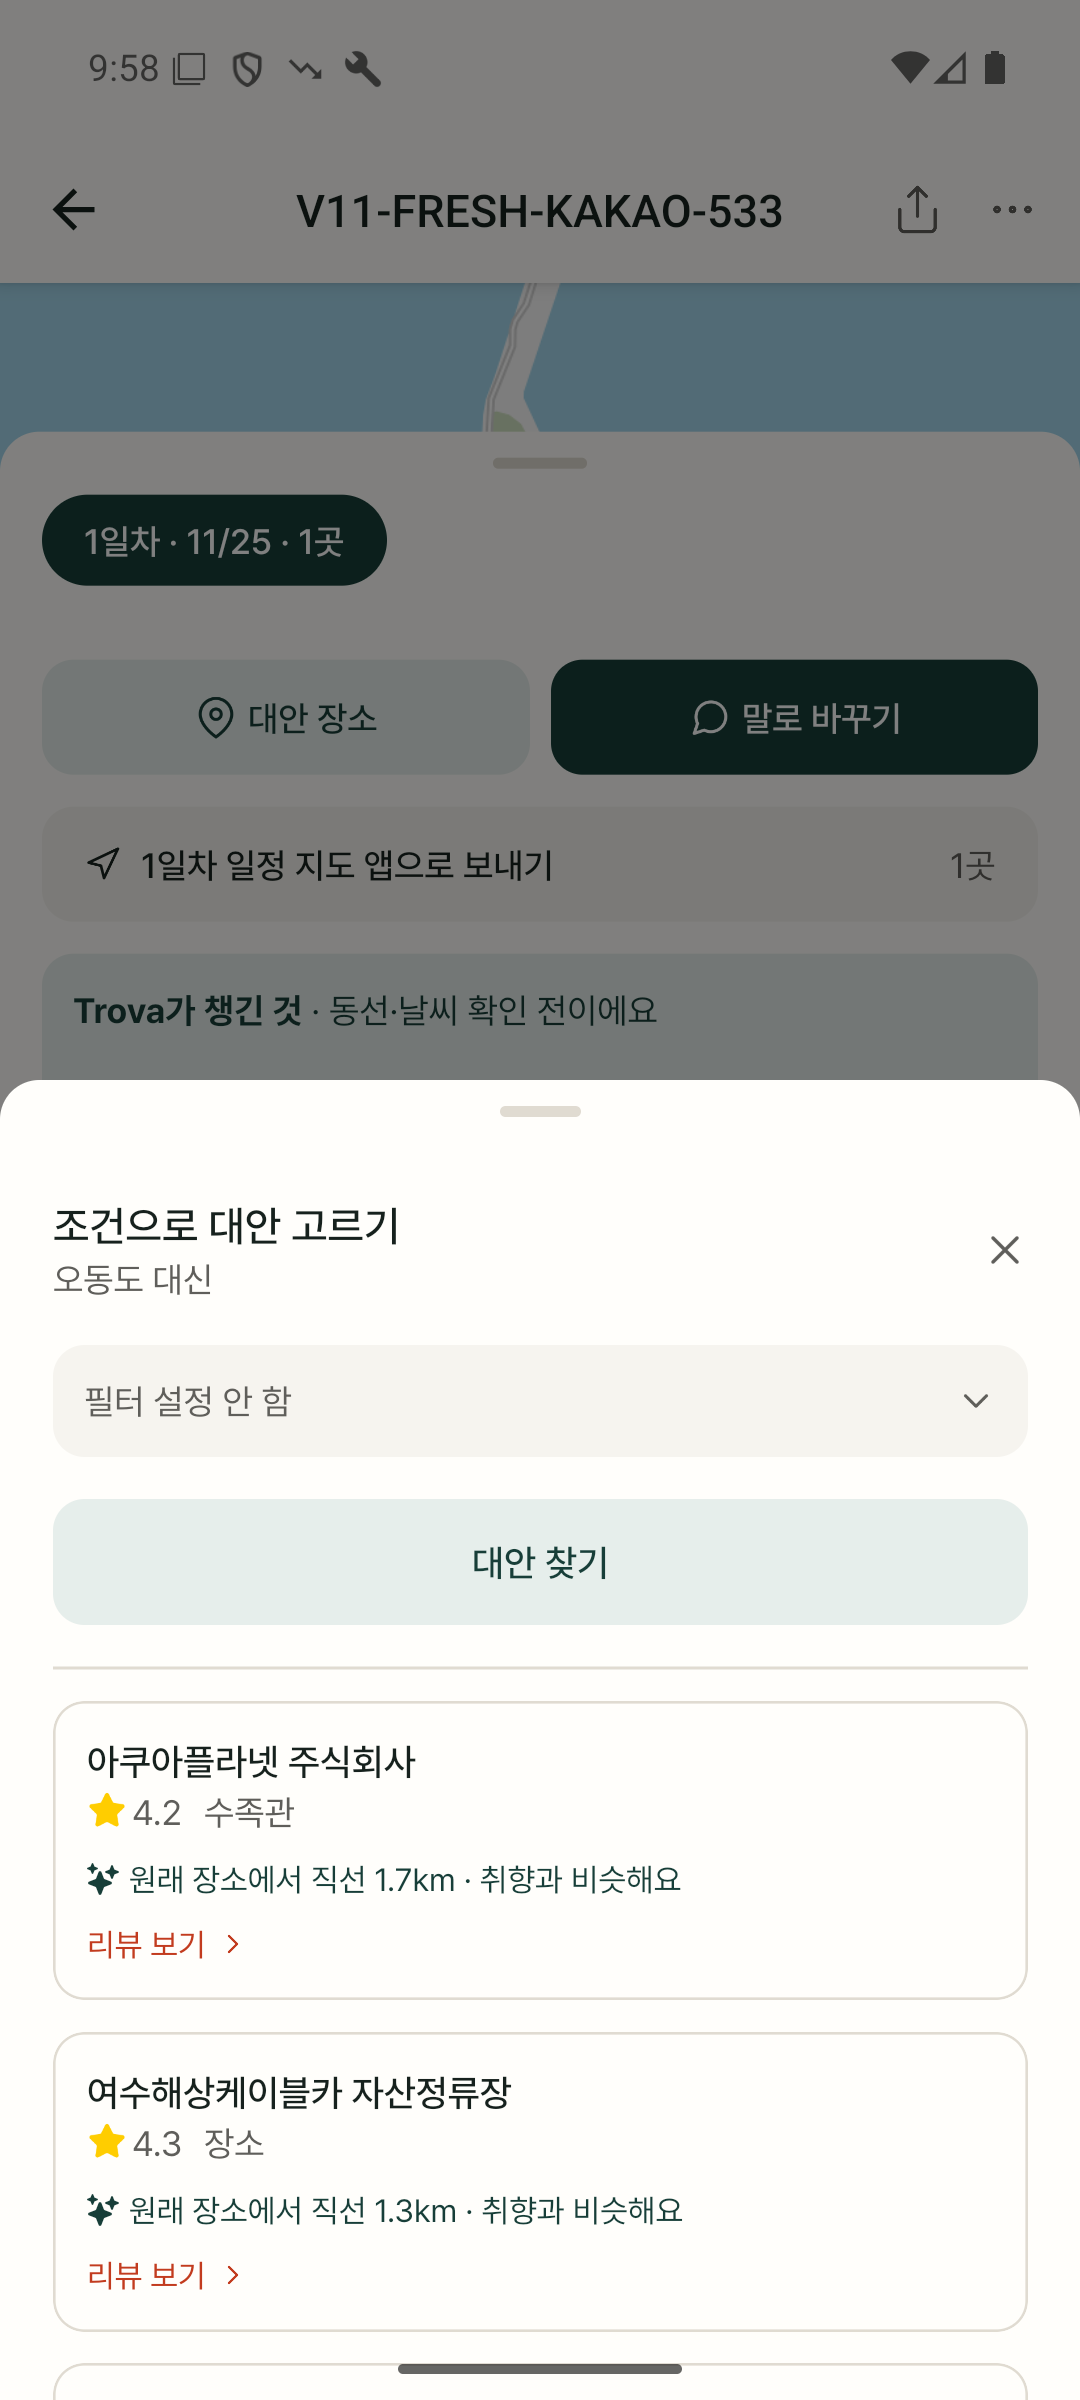 9:58
V11-FRESH-KAKAO-533
1일차 · 11/25 · 1곳
대안 장소
말로 바꾸기
1일차 일정 지도 앱으로 보내기 1곳
Trova가 챙긴 것 · 동선·날씨 확인 전이에요
조건으로 대안 고르기
오동도 대신
필터 설정 안 함
대안 찾기
아쿠아플라넷 주식회사
4.2 수족관
원래 장소에서 직선 1.7km · 취향과 비슷해요
리뷰 보기
여수해상케이블카 자산정류장
4.3 장소
원래 장소에서 직선 1.3km · 취향과 비슷해요
리뷰 보기